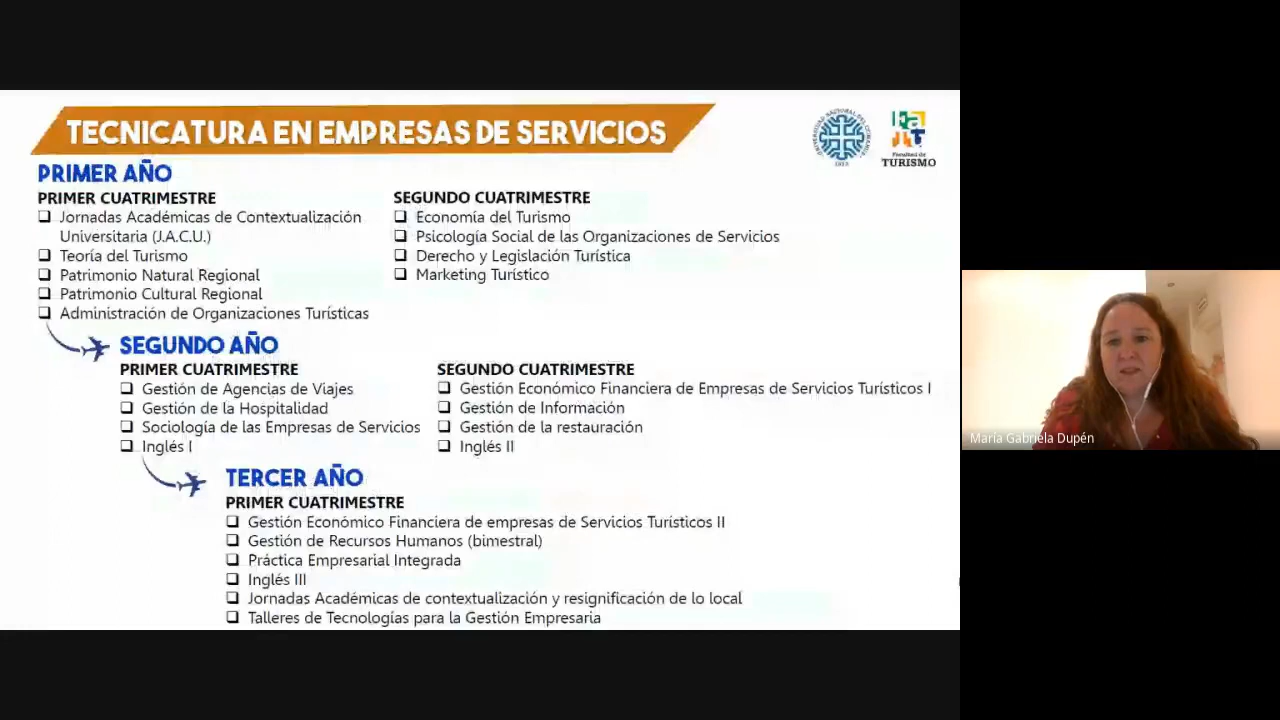 TECNICATURA EN EMPRESAS DE SERVICIOS
Facultad de
TURISMO
PRIMER AÑO
PRIMER CUATRIMESTRE
Jornadas Académicas de Contextualización
Universitaria (J.A.C.U.)
Teoría del Turismo
Patrimonio Natural Regional
Patrimonio Cultural Regional
Administración de Organizaciones Turísticas
SEGUNDO CUATRIMESTRE
Economía del Turismo
Psicología Social de las Organizaciones de Servicios
Derecho y Legislación Turística
Marketing Turístico
SEGUNDO AÑO
PRIMER CUATRIMESTRE
Gestión de Agencias de Viajes
Gestión de la Hospitalidad
Sociología de las Empresas de Servicios
Inglés I
SEGUNDO CUATRIMESTRE
Gestión Económico Financiera de Empresas de Servicios Turísticos I
Gestión de Información
Gestión de la restauración
Inglés II
TERCER AÑO
PRIMER CUATRIMESTRE
Gestión Económico Financiera de empresas de Servicios Turísticos II
Gestión de Recursos Humanos (bimestral)
Práctica Empresarial Integrada
Inglés III
Jornadas Académicas de contextualización y resignificación de lo local
Talleres de Tecnologías para la Gestión Empresaria
María Gabriela Dupén